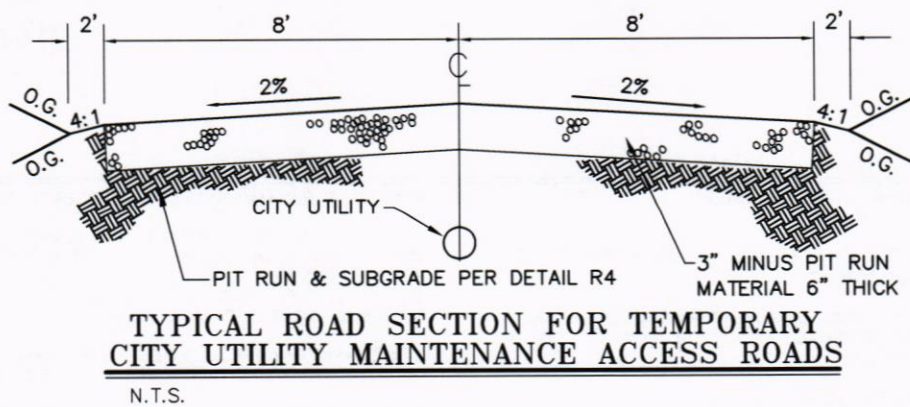 2' 8' 8' 2'
℄
2% 2%
O.G. 4:1 4:1 O.G.
O.G. O.G.
CITY UTILITY
PIT RUN & SUBGRADE PER DETAIL R4
3" MINUS PIT RUN
MATERIAL 6" THICK
TYPICAL ROAD SECTION FOR TEMPORARY
CITY UTILITY MAINTENANCE ACCESS ROADS
N.T.S.